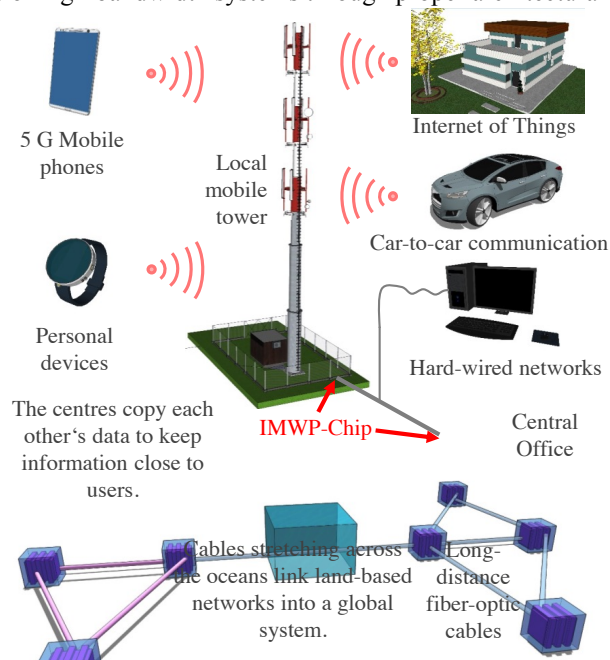 5 G Mobile
phones
Internet of Things
Local
mobile
tower
Car-to-car communication
Personal
devices
Hard-wired networks
The centres copy each
other‘s data to keep
information close to
users.
IMWP-Chip
Central
Office
Cables stretching across
the oceans link land-based
networks into a global
system.
Long-
distance
fiber-optic
cables